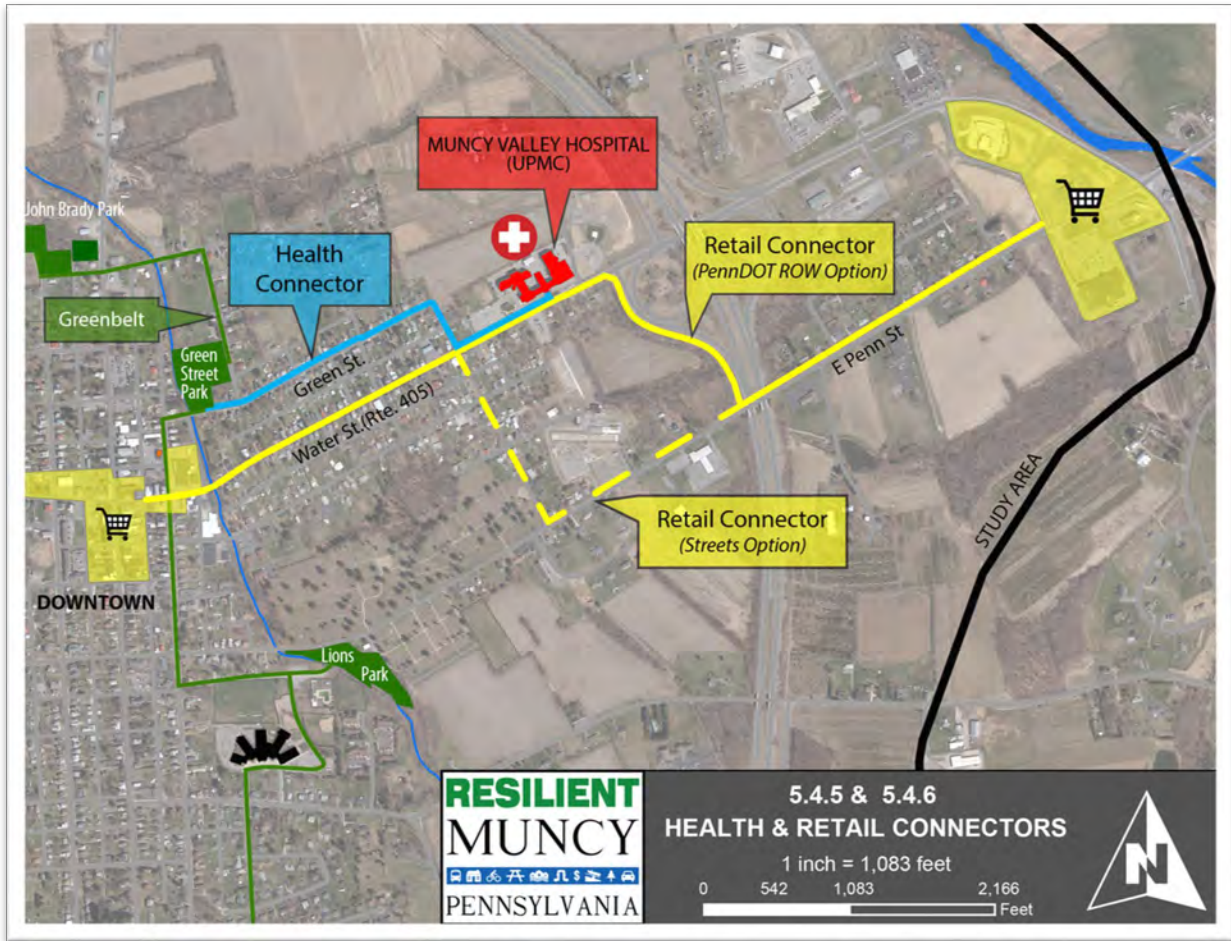 MUNCY VALLEY HOSPITAL
(UPMC)
John Brady Park
Health
Connector
Retail Connector
(PennDOT ROW Option)
Greenbelt
Green
Street
Park
Green St.
E Penn St
Water St.(Rte. 405)
Retail Connector
(Streets Option)
STUDY AREA
DOWNTOWN
Lions
Park
RESILIENT
MUNCY
PENNSYLVANIA
5.4.5 & 5.4.6
HEALTH & RETAIL CONNECTORS
1 inch = 1,083 feet
0 542 1,083 2,166
Feet
N